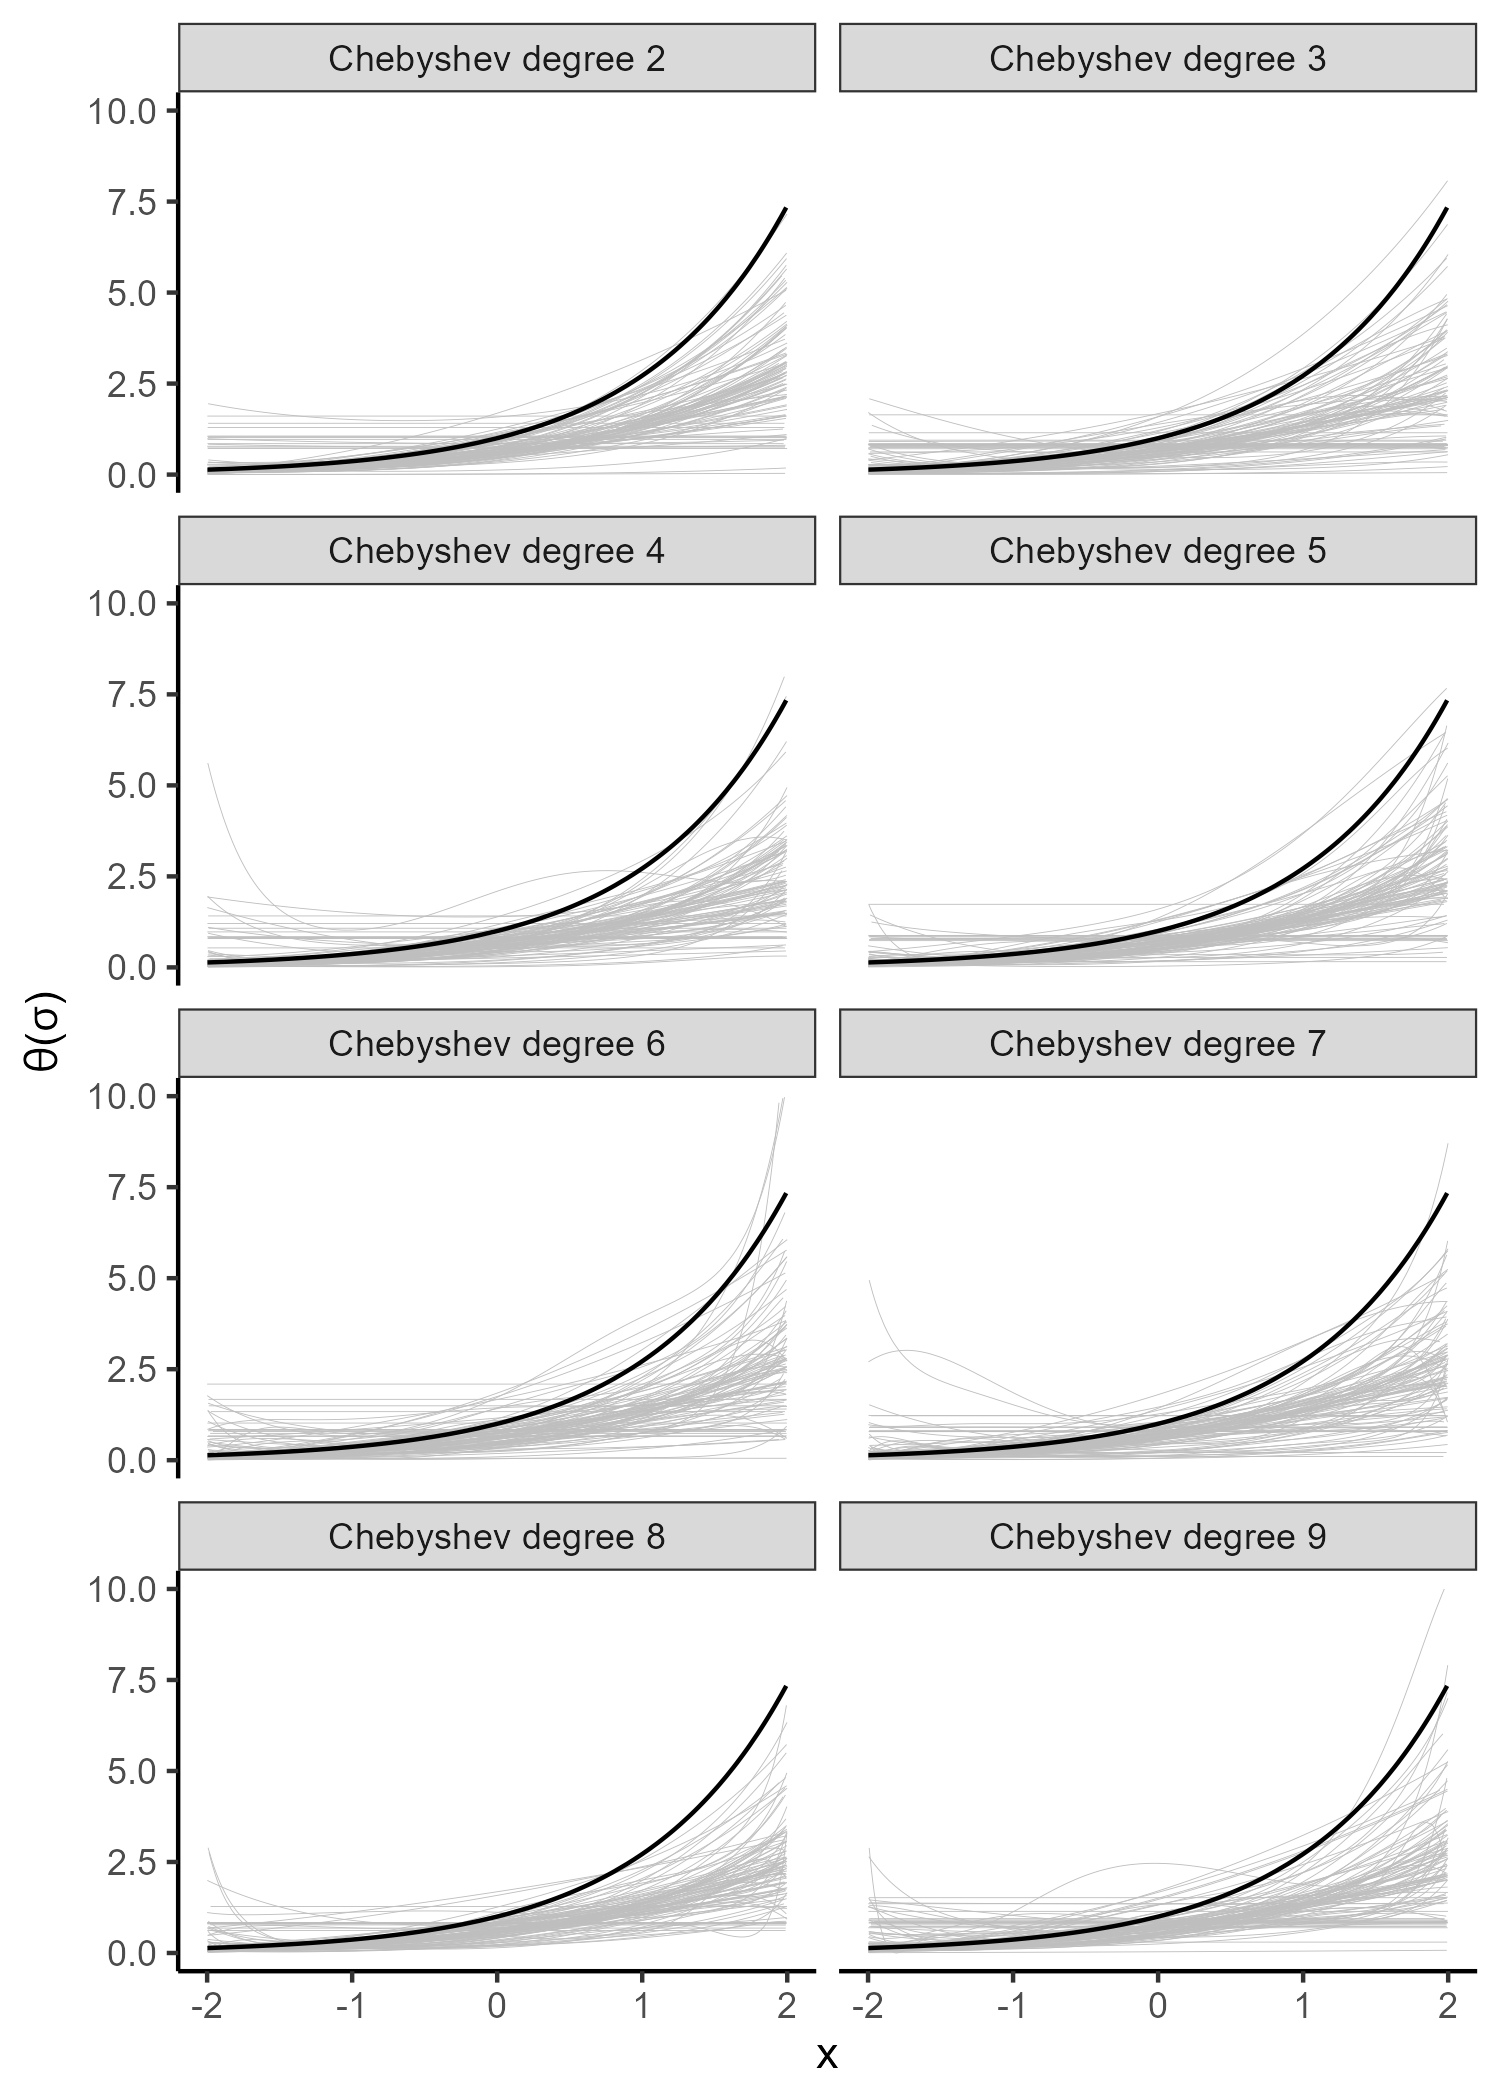 Chebyshev degree 2
Chebyshev degree 3
10.0
7.5
5.0
2.5
0.0
Chebyshev degree 4
Chebyshev degree 5
10.0
7.5
5.0
2.5
0.0
θ(σ)
Chebyshev degree 6
Chebyshev degree 7
10.0
7.5
5.0
2.5
0.0
Chebyshev degree 8
Chebyshev degree 9
10.0
7.5
5.0
2.5
0.0
-2 -1 0 1 2
-2 -1 0 1 2
x